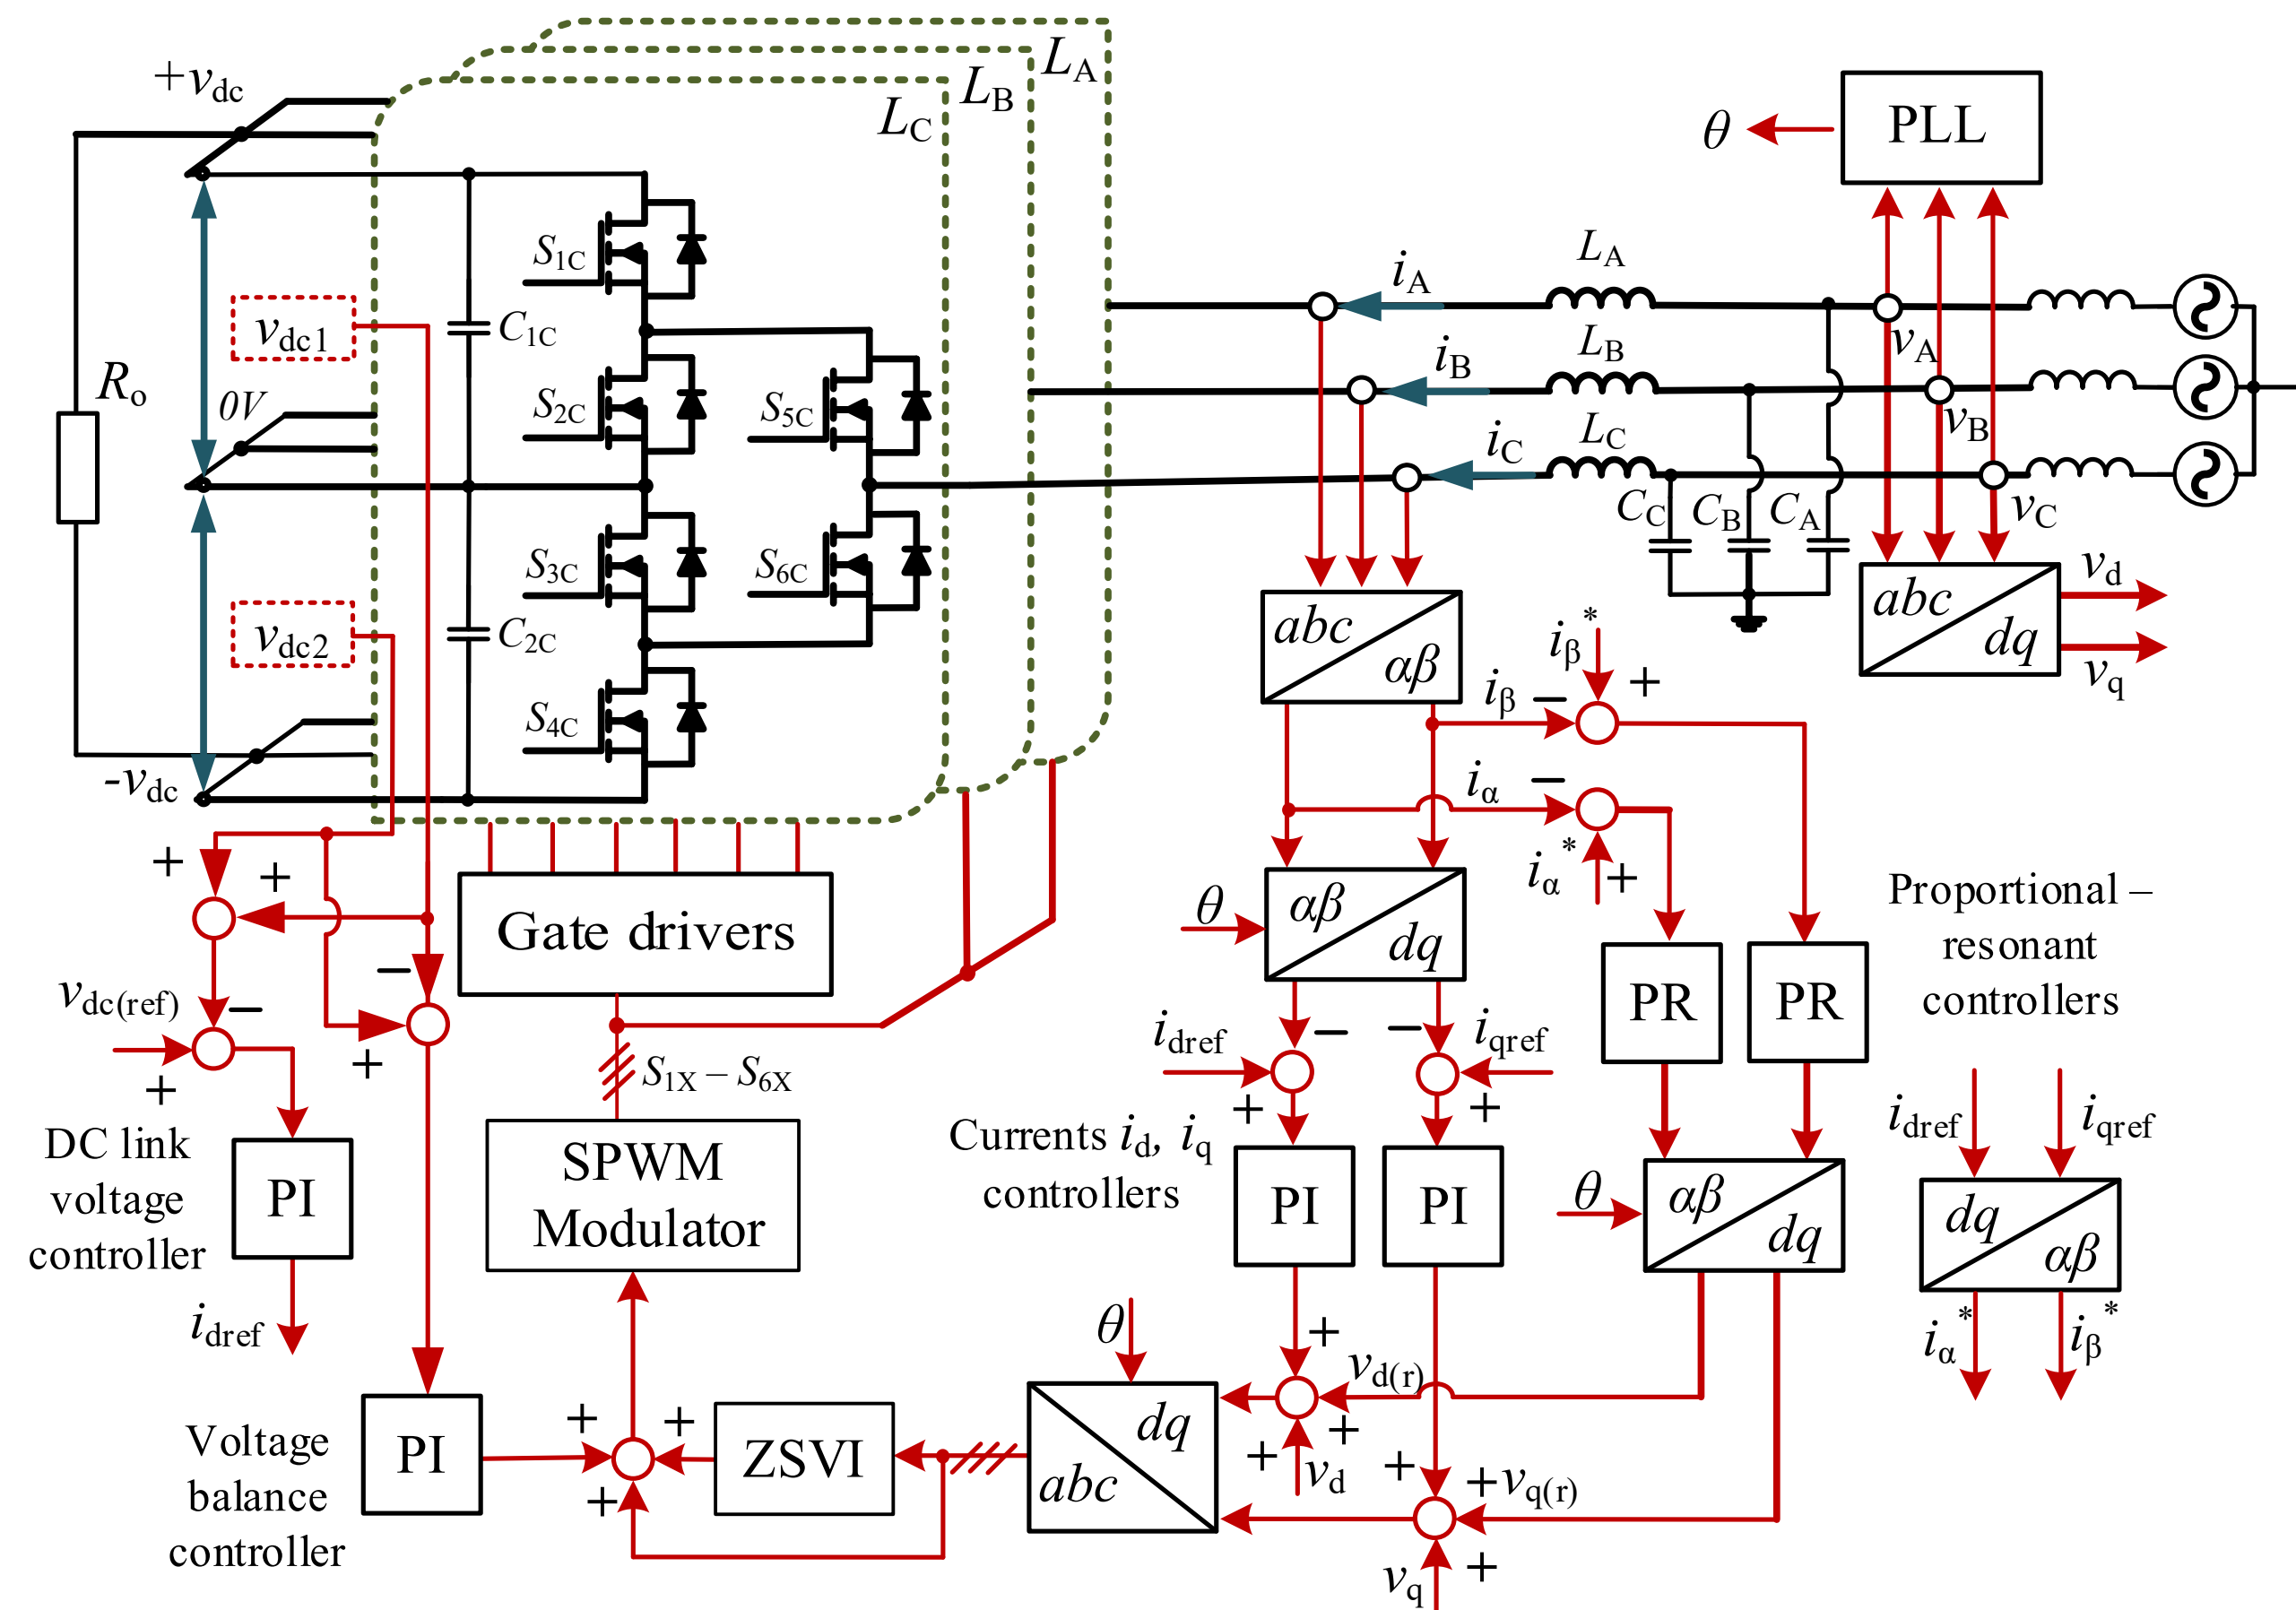 +vdc
LA
LB
LC
PLL
θ
S1C
iA
LA
vdc1
C1C
vA
iB
LB
Ro
0V
S2C
S5C
vB
iC
LC
CC
CB
CA
vC
S3C
S6C
vd
abc
dq
vq
abc
αβ
iβ*
+
vdc2
C2C
iβ
−
S4C
-vdc
iα
−
iα*
+
+
+
θ
αβ
dq
Proportional –
resonant
controllers
Gate drivers
−
vdc(ref)
−
+
+
idref
−
−
iqref
PR
PR
S1X – S6X
+
+
idref
iqref
DC link
voltage
controller
PI
SPWM
Modulator
Currents id, iq
controllers
PI
PI
θ
αβ
dq
dq
αβ
idref
θ
+
vd(r)
iα*
iβ*
Voltage
balance
controller
PI
+
+
+
ZSVI
dq
abc
+
+
vd
+
+
vq(r)
vq
+